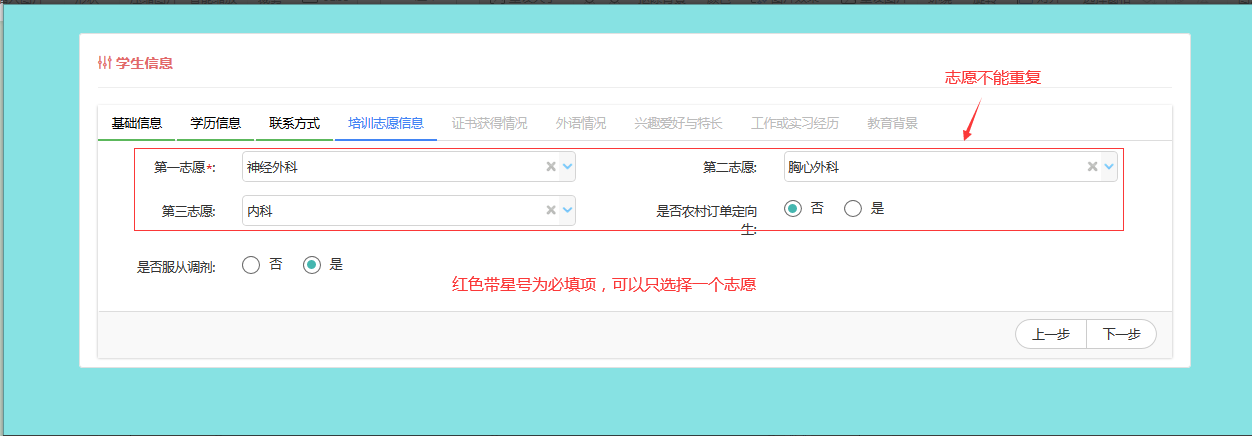 学生信息
志愿不能重复
基础信息 学历信息 联系方式 培训志愿信息 证书获得情况 外语情况 兴趣爱好与特长 工作或实习经历 教育背景
第一志愿*: 神经外科 第二志愿: 胸心外科
第三志愿: 内科 是否农村订单定向生: 否 是
是否服从调剂: 否 是
红色带星号为必填项，可以只选择一个志愿
上一步 下一步